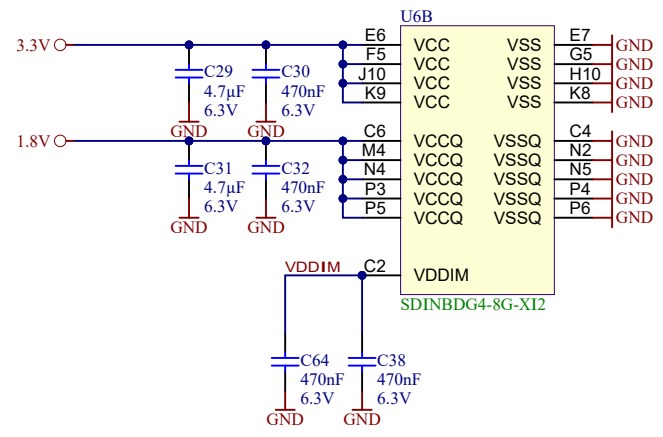 U6B
3.3V
E6 VCC VSS E7 GND
F5 VCC VSS G5 GND
J10 VCC VSS H10 GND
K9 VCC VSS K8 GND
C29 C30
4.7µF 470nF
6.3V 6.3V
GND GND
1.8V
C6 VCCQ VSSQ C4 GND
M4 VCCQ VSSQ N2 GND
N4 VCCQ VSSQ N5 GND
P3 VCCQ VSSQ P4 GND
P5 VCCQ VSSQ P6 GND
C31 C32
4.7µF 470nF
6.3V 6.3V
GND GND
VDDIM C2 VDDIM
SDINBDG4-8G-XI2
C64 C38
470nF 470nF
6.3V 6.3V
GND GND